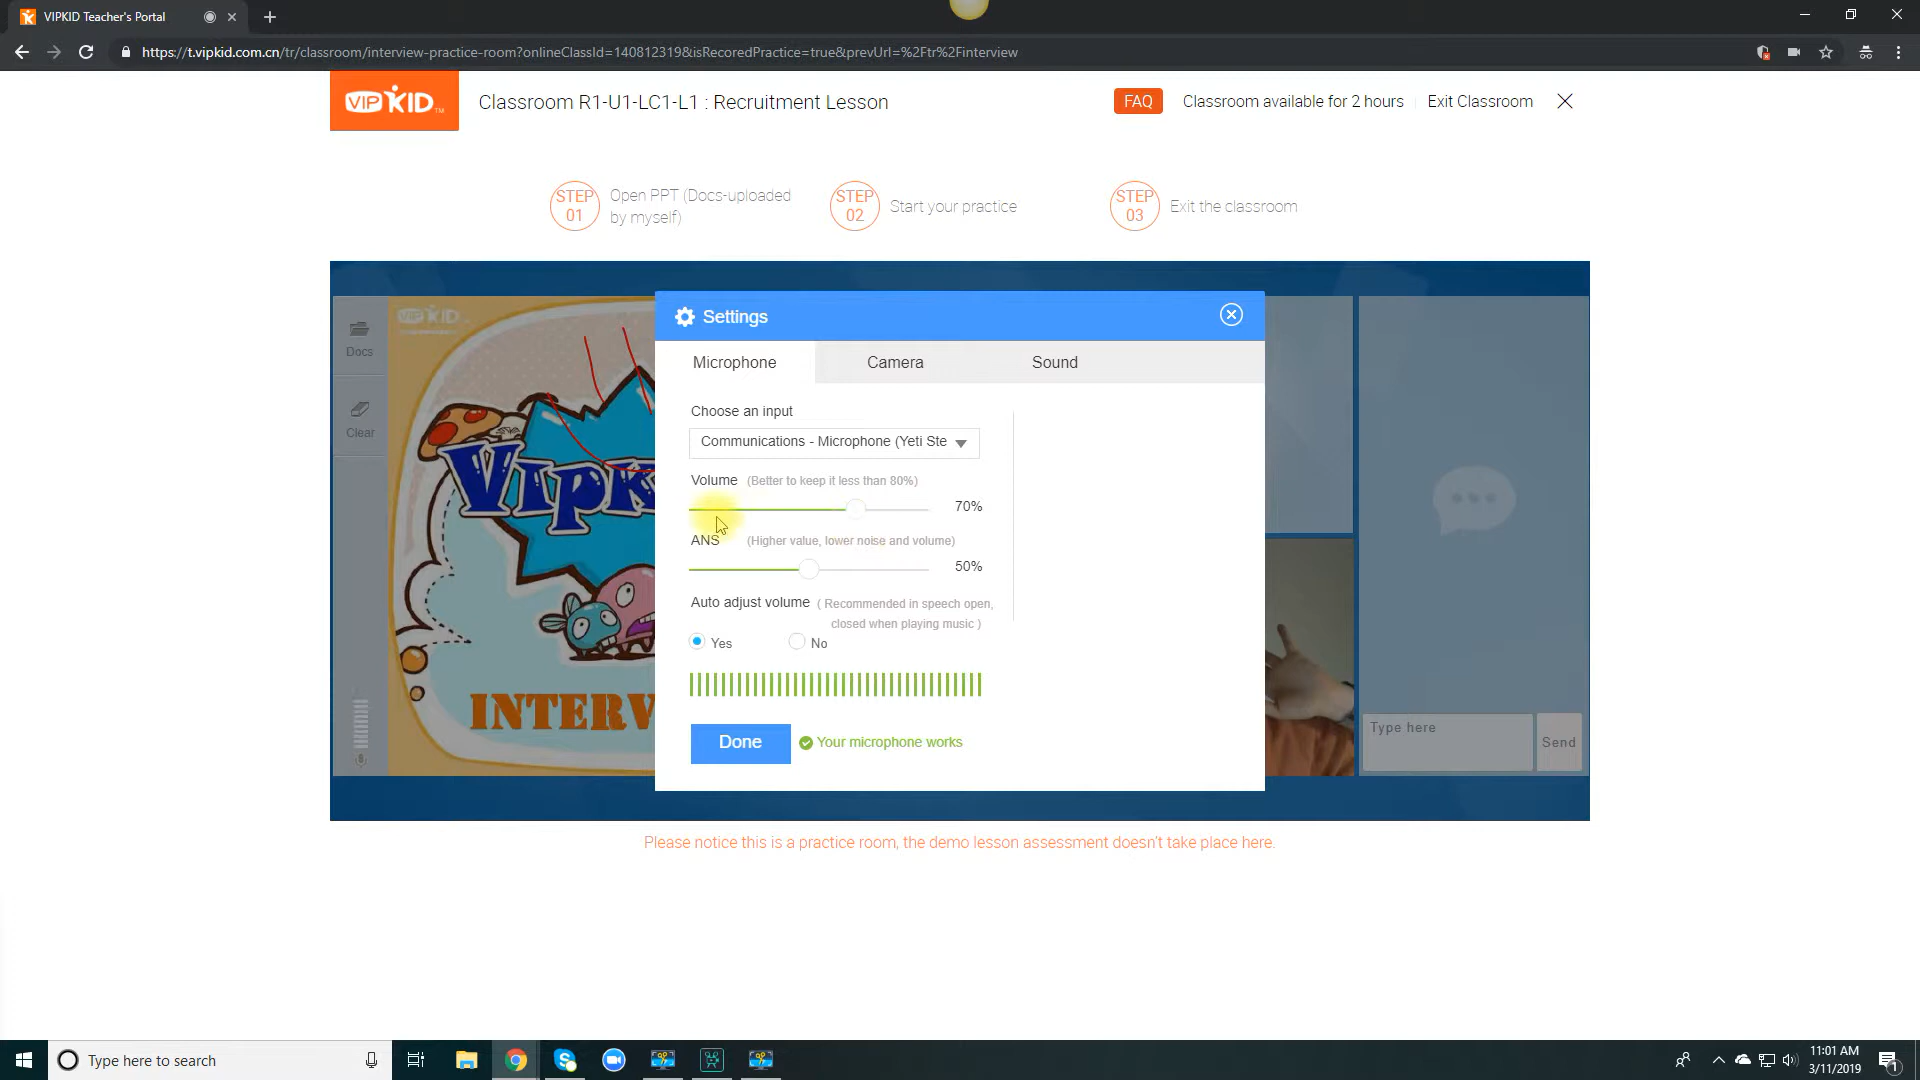 VIPKID Teacher's Portal
https://t.vipkid.com.cn/tr/classroom/interview-practice-room?onlineClassId=140812319&isRecoredPractice=true&prevUrl=%2Ftr%2Finterview
VIPKID TM
Classroom R1-U1-LC1-L1 : Recruitment Lesson
FAQ
Classroom available for 2 hours
Exit Classroom
STEP 01
Open PPT (Docs-uploaded
by myself)
STEP 02
Start your practice
STEP 03
Exit the classroom
Docs
Clear
VIPKID
VIPK
INTERV
Settings
Microphone
Camera
Sound
Choose an input
Communications - Microphone (Yeti Ste
Volume (Better to keep it less than 80%)
70%
ANS (Higher value, lower noise and volume)
50%
Auto adjust volume ( Recommended in speech open,
closed when playing music )
Yes
No
Done
Your microphone works
Type here
Send
Please notice this is a practice room, the demo lesson assessment doesn't take place here.
Type here to search
11:01 AM
3/11/2019
1